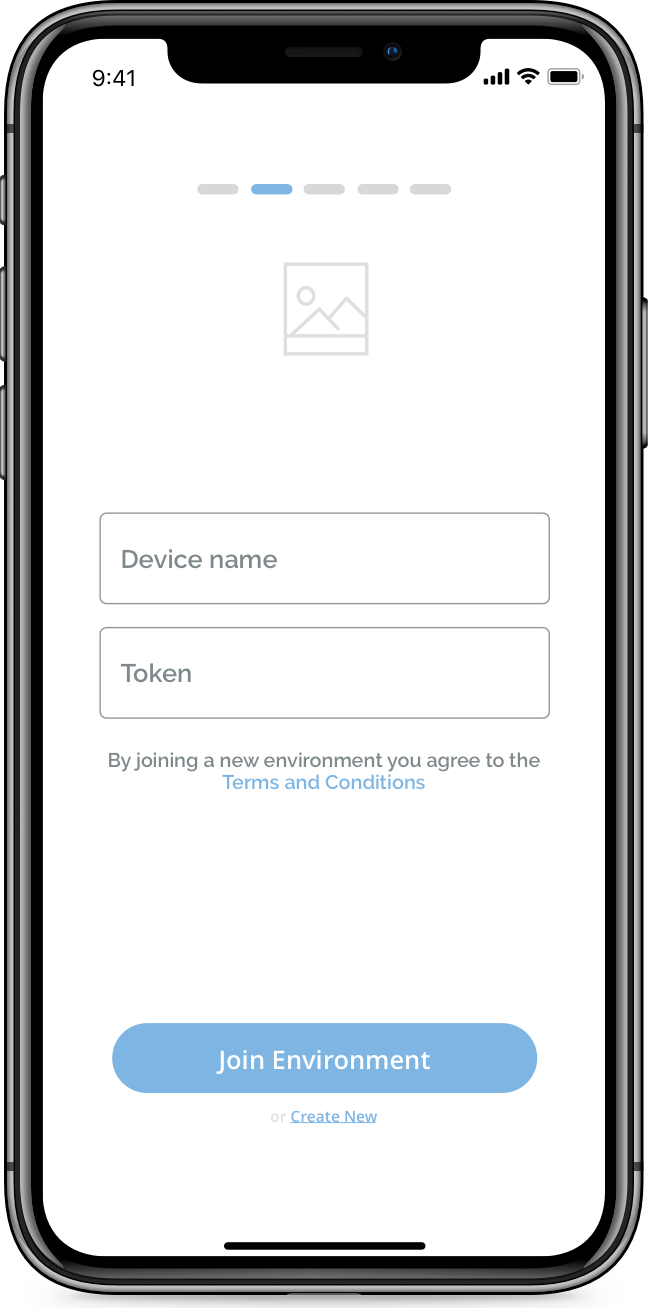 9:41
Device name
Token
By joining a new environment you agree to the
Terms and Conditions
Join Environment
or Create New